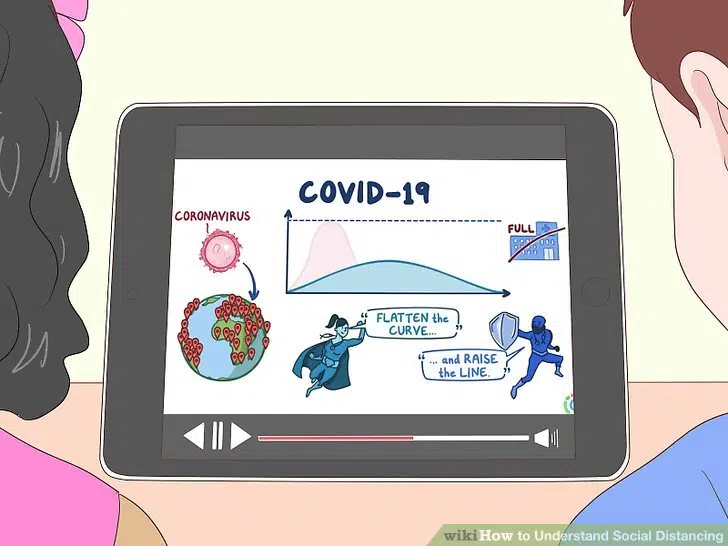 COVID-19
CORONAVIRUS
FULL
"FLATTEN the
CURVE..."
"... and RAISE
the LINE."
wikiHow to Understand Social Distancing